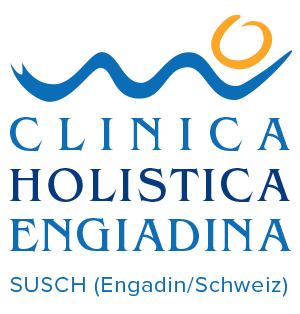 CLINICA
HOLISTICA
ENGIADINA
SUSCH (Engadin/Schweiz)